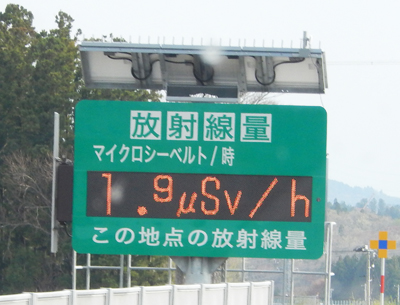 放射線量
マイクロシーベルト/時
1.9μSv/h
この地点の放射線量